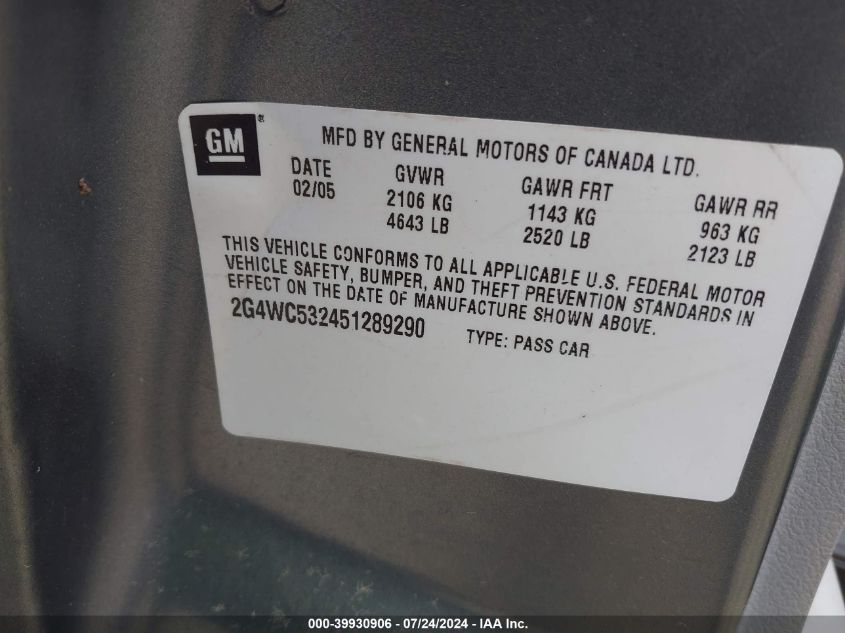 GM ®
MFD BY GENERAL MOTORS OF CANADA LTD.
DATE GVWR GAWR FRT GAWR RR
02/05 2106 KG 1143 KG 963 KG
4643 LB 2520 LB 2123 LB
THIS VEHICLE CONFORMS TO ALL APPLICABLE U.S. FEDERAL MOTOR
VEHICLE SAFETY, BUMPER, AND THEFT PREVENTION STANDARDS IN
EFFECT ON THE DATE OF MANUFACTURE SHOWN ABOVE.
2G4WC532451289290 TYPE: PASS CAR
000-39930906 - 07/24/2024 - IAA Inc.